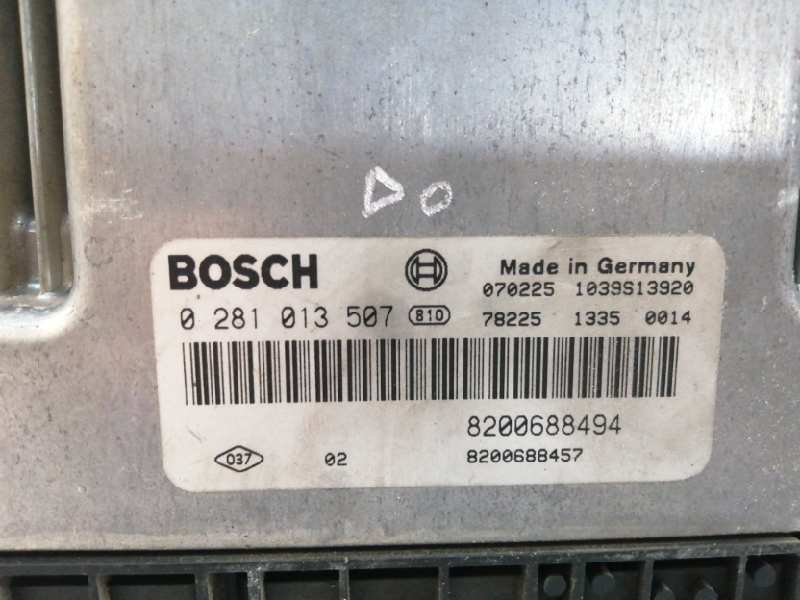 Do
BOSCH Made in Germany
070225 1039S13920
0 281 013 507 810 78225 1335 0014
8200688494
037 02 8200688457